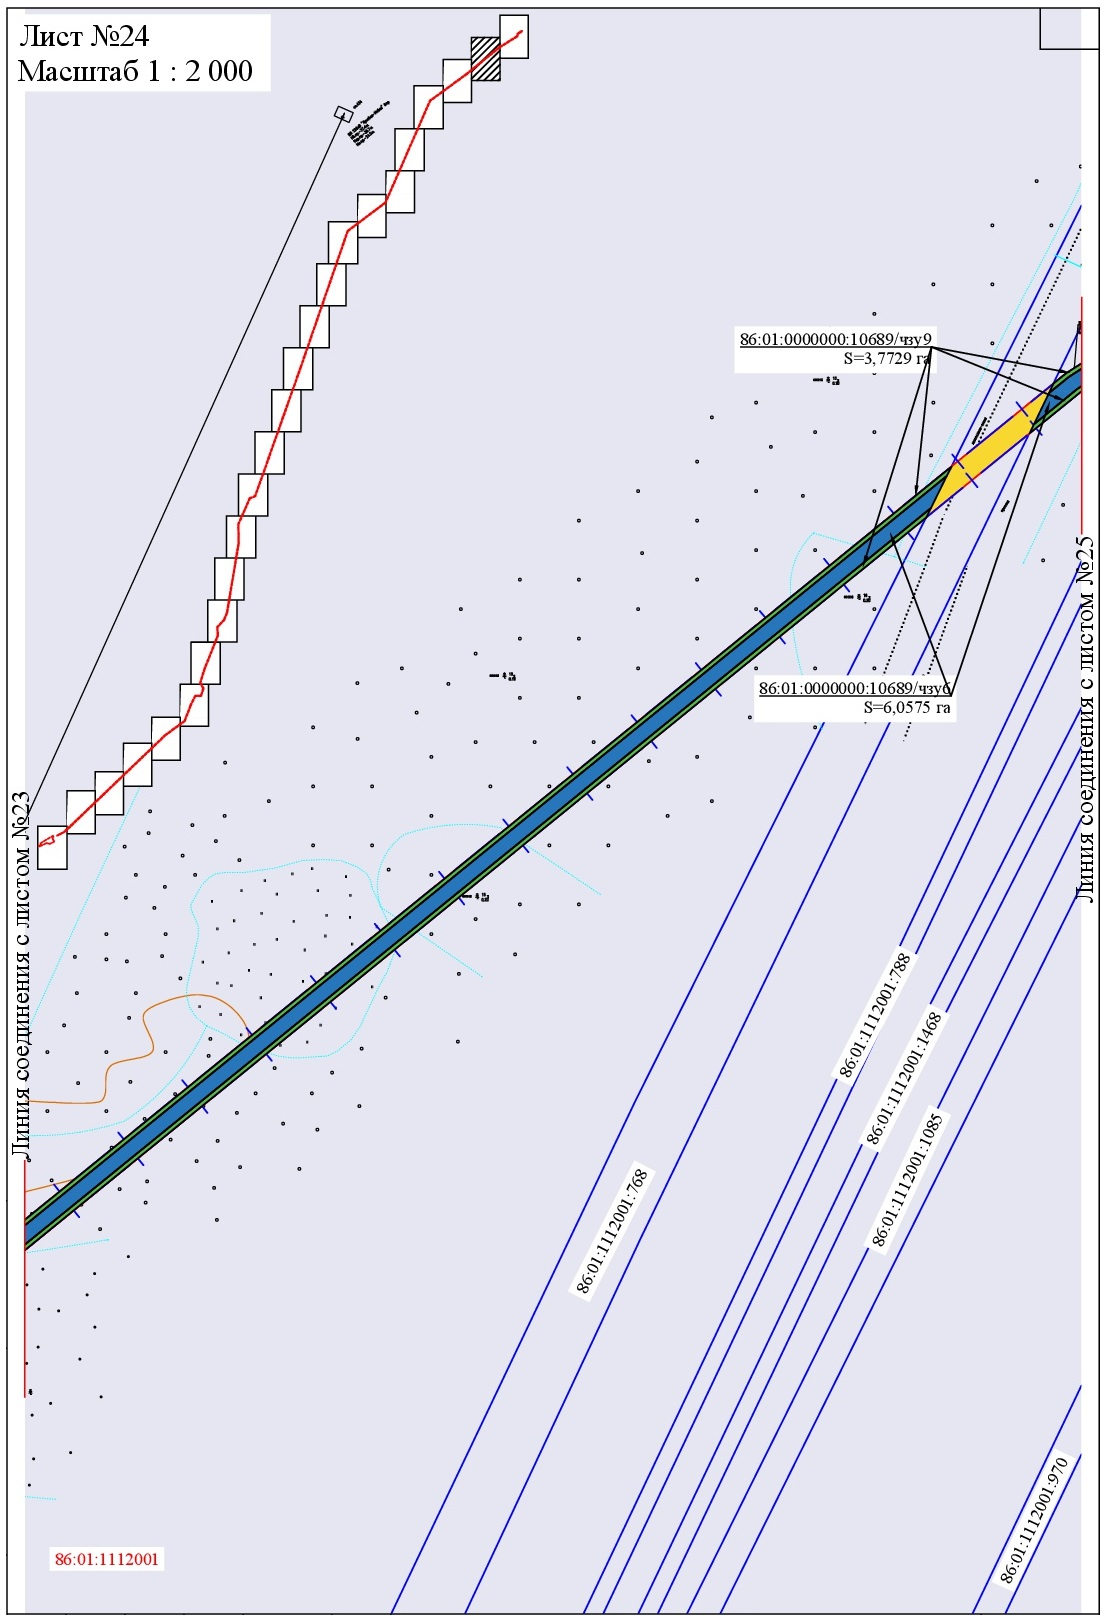 Лист №24
Масштаб 1 : 2 000
86:01:0000000:10689/чзу9
S=3,7729 га
Линия соединения с листом №25
86:01:0000000:10689/чзу6
S=6,0575 га
Линия соединения с листом №23
86:01:1112001:788
86:01:1112001:1468
86:01:1112001:1085
86:01:1112001:768
86:01:1112001:970
86:01:1112001